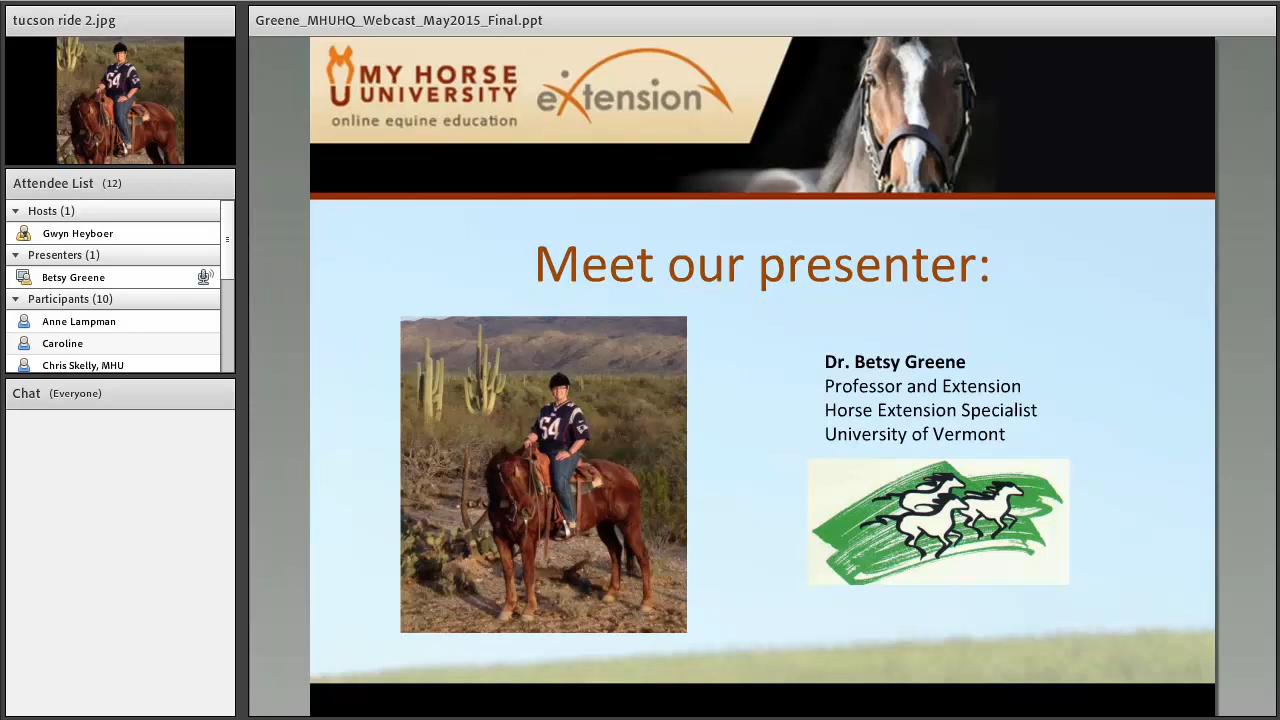 tucson ride 2.jpg
Greene_MHUHQ_Webcast_May2015_Final.ppt
MY HORSE
UNIVERSITY
online equine education
eXtension
Attendee List (12)
Hosts (1)
Gwyn Heyboer
Presenters (1)
Betsy Greene
Participants (10)
Anne Lampman
Caroline
Chris Skelly, MHU
Chat (Everyone)
Meet our presenter:
54
Dr. Betsy Greene
Professor and Extension
Horse Extension Specialist
University of Vermont